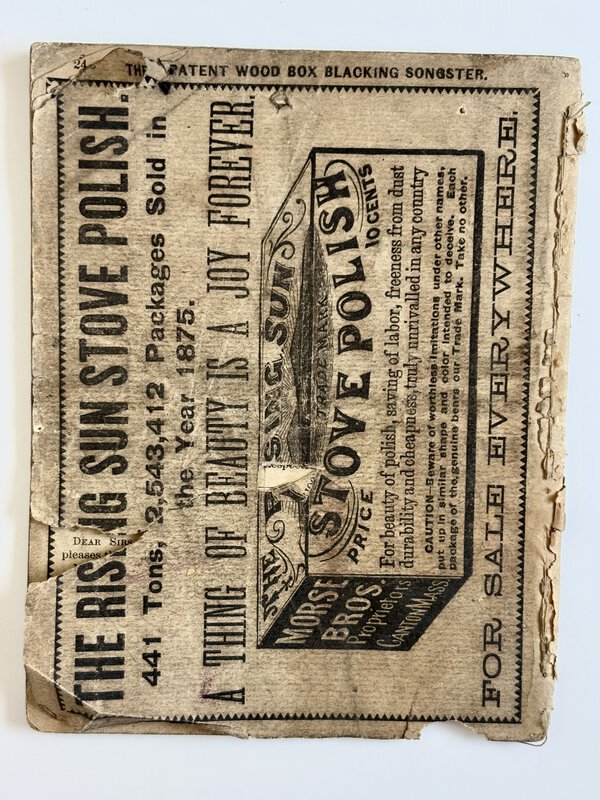 24
THE PATENT WOOD BOX BLACKING SONGSTER.
THE RISING SUN STOVE POLISH.
441 Tons, 2,543,412 Packages Sold in
the Year 1875.
A THING OF BEAUTY IS A JOY FOREVER.
SING SUN
TRADE MARK
STOVE POLISH
PRICE 10 CENTS
For beauty of polish, saving of labor, freeness from dust
durability and cheapness, truly unrivalled in any country
CAUTION-Beware of worthless imitations under other names,
put up in similar shape and color intended to deceive. Each
package of the genuine bears our Trade Mark. Take no other.
MORSE
BROS.
Proprietors
CANTON MASS
FOR SALE EVERYWHERE.
DEAR SIRS
pleases